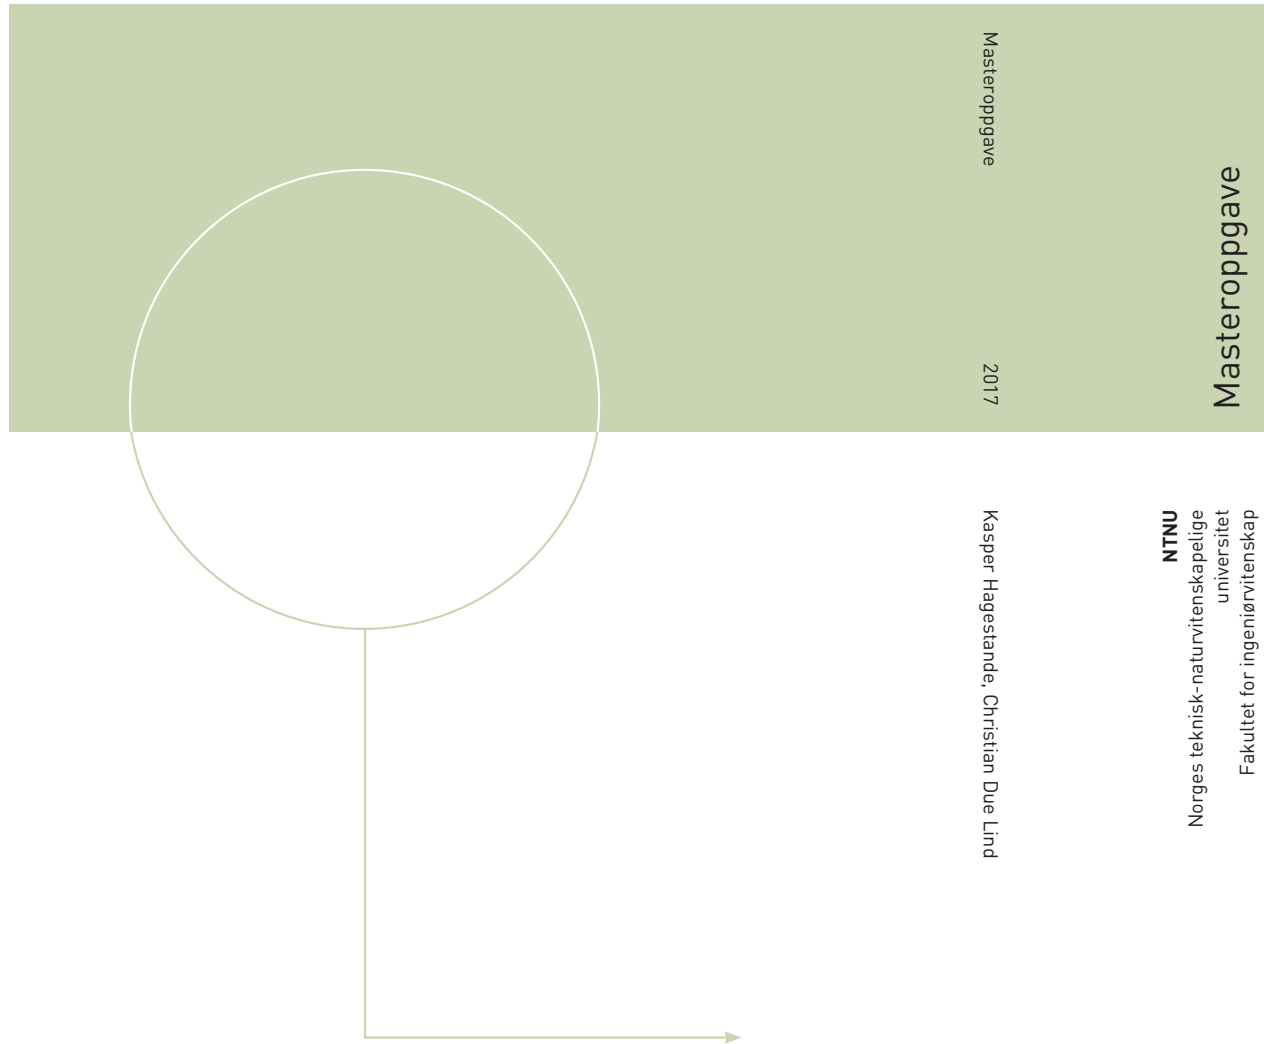 Masteroppgave
2017
Kasper Hagestande, Christian Due Lind
Masteroppgave
NTNU
Norges teknisk-naturvitenskapelige
universitet
Fakultet for ingeniørvitenskap